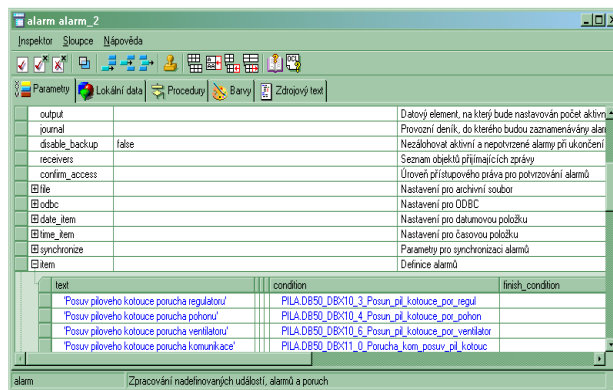 alarm alarm_2
Inspektor Sloupce Nápověda
Parametry Lokální data Procedury Barvy Zdrojový text
output Datový element, na který bude nastavován počet aktivn
journal Provozní deník, do kterého budou zaznamenávány alar
disable_backup false Nezálohovat aktivní a nepotvrzené alarmy při ukončení
receivers Seznam objektů přijímajících zprávy
confirm_access Úroveň přístupového práva pro potvrzování alarmů
file Nastavení pro archivní soubor
odbc Nastavení pro ODBC
date_item Nastavení pro datumovou položku
time_item Nastavení pro časovou položku
synchronize Parametry pro synchronizaci alarmů
item Definice alarmů
text condition finish_condition
'Posuv piloveho kotouce porucha regulatoru' PILA.DB50_DBX10_3_Posun_pil_kotouce_por_regul
'Posuv piloveho kotouce porucha pohonu' PILA.DB50_DBX10_4_Posun_pil_kotouce_por_pohon
'Posuv piloveho kotouce porucha ventilatoru' PILA.DB50_DBX10_6_Posun_pil_kotouce_por_ventilator
'Posuv piloveho kotouce porucha komunikace' PILA.DB50_DBX11_0_Porucha_kom_posuv_pil_kotouc
alarm Zpracování nadefinovaných událostí, alarmů a poruch